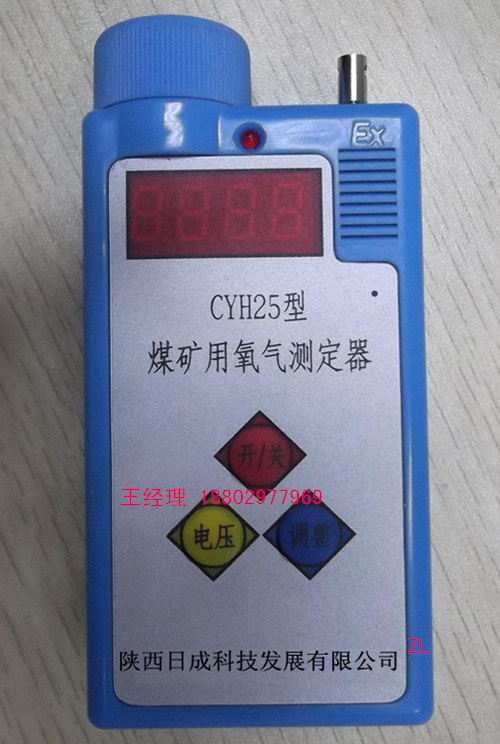 Ex
CYH25型
煤矿用氧气测定器
开/关
王经理 18802977969
电压 调整
ZL
陕西日成科技发展有限公司